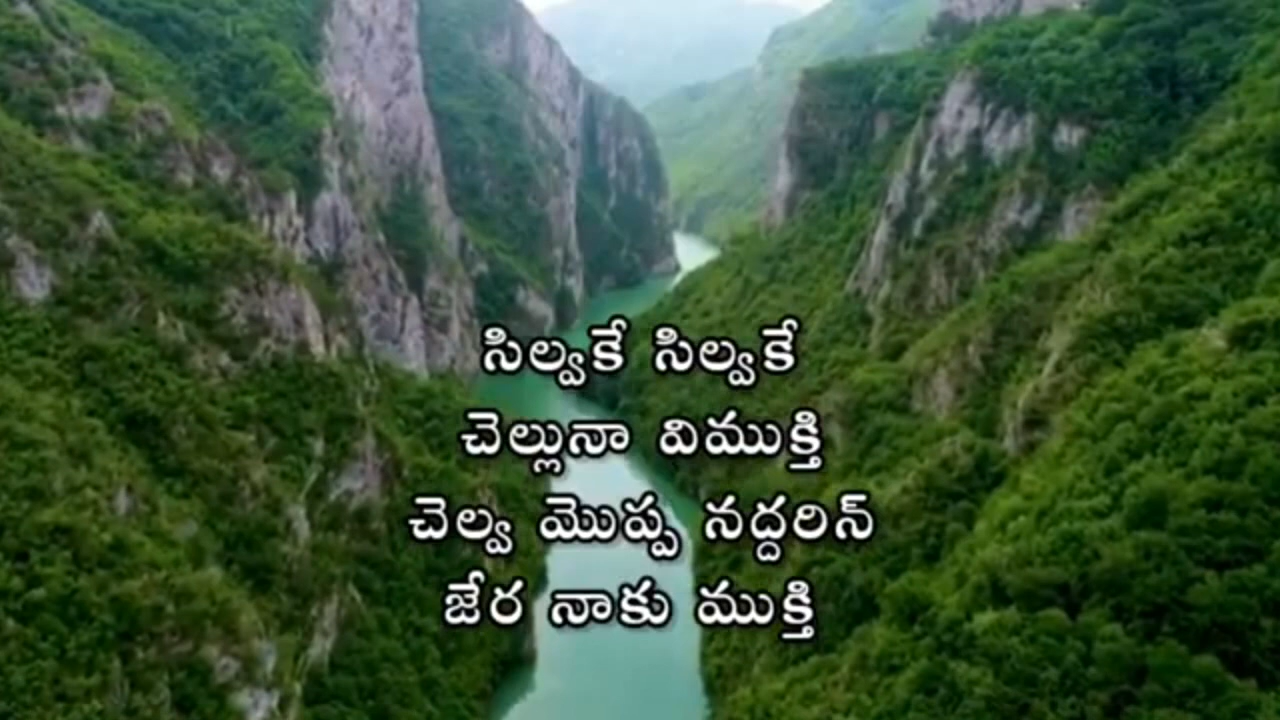 సిల్వకే సిల్వకే
చెల్లునా విముక్తి
చెల్వ మొప్ప నద్దరిన్
జేర నాకు ముక్తి